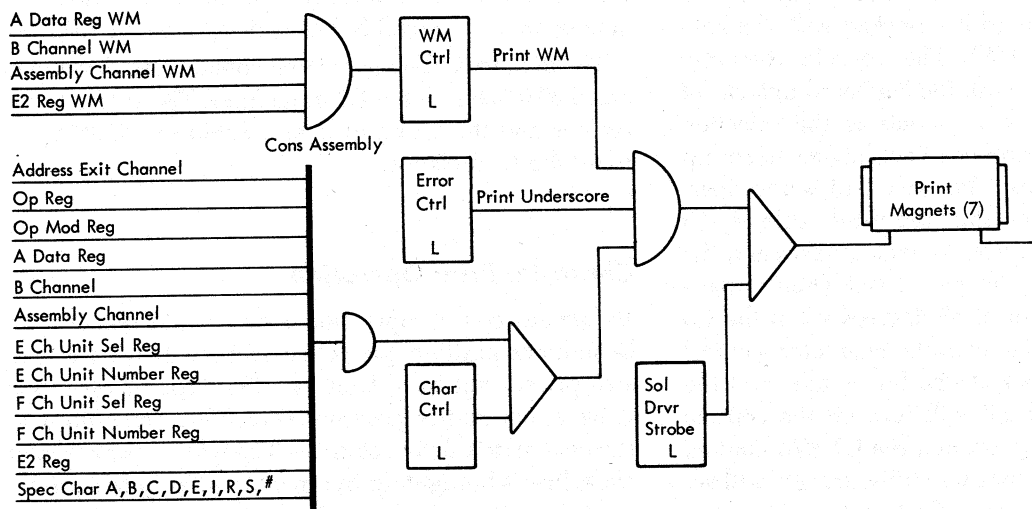 A Data Reg WM
B Channel WM
Assembly Channel WM
E2 Reg WM
WM
Ctrl
L
Print WM
Cons Assembly
Address Exit Channel
Op Reg
Op Mod Reg
A Data Reg
B Channel
Assembly Channel
E Ch Unit Sel Reg
E Ch Unit Number Reg
F Ch Unit Sel Reg
F Ch Unit Number Reg
E2 Reg
Spec Char A,B,C,D,E,I,R,S,#
Error
Ctrl
L
Print Underscore
Char
Ctrl
L
Sol
Drvr
Strobe
L
Print
Magnets (7)